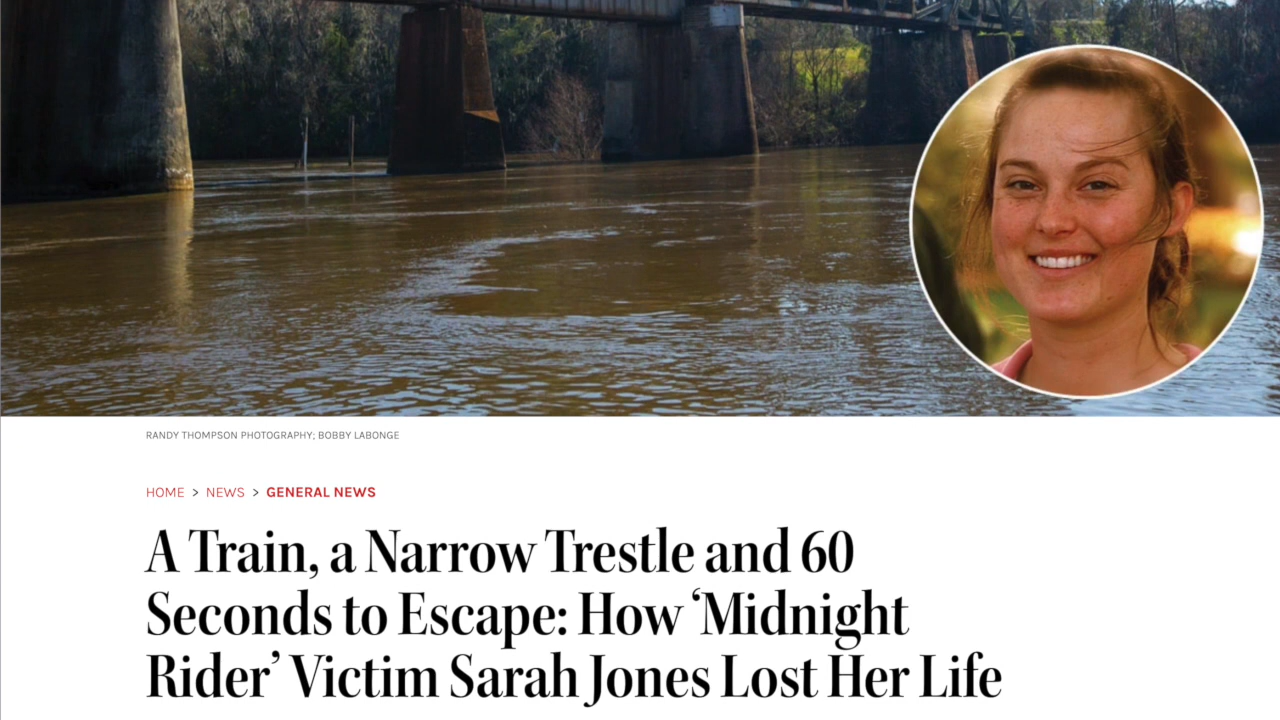 RANDY THOMPSON PHOTOGRAPHY; BOBBY LABONGE
HOME > NEWS > GENERAL NEWS
A Train, a Narrow Trestle and 60
Seconds to Escape: How ‘Midnight
Rider’ Victim Sarah Jones Lost Her Life